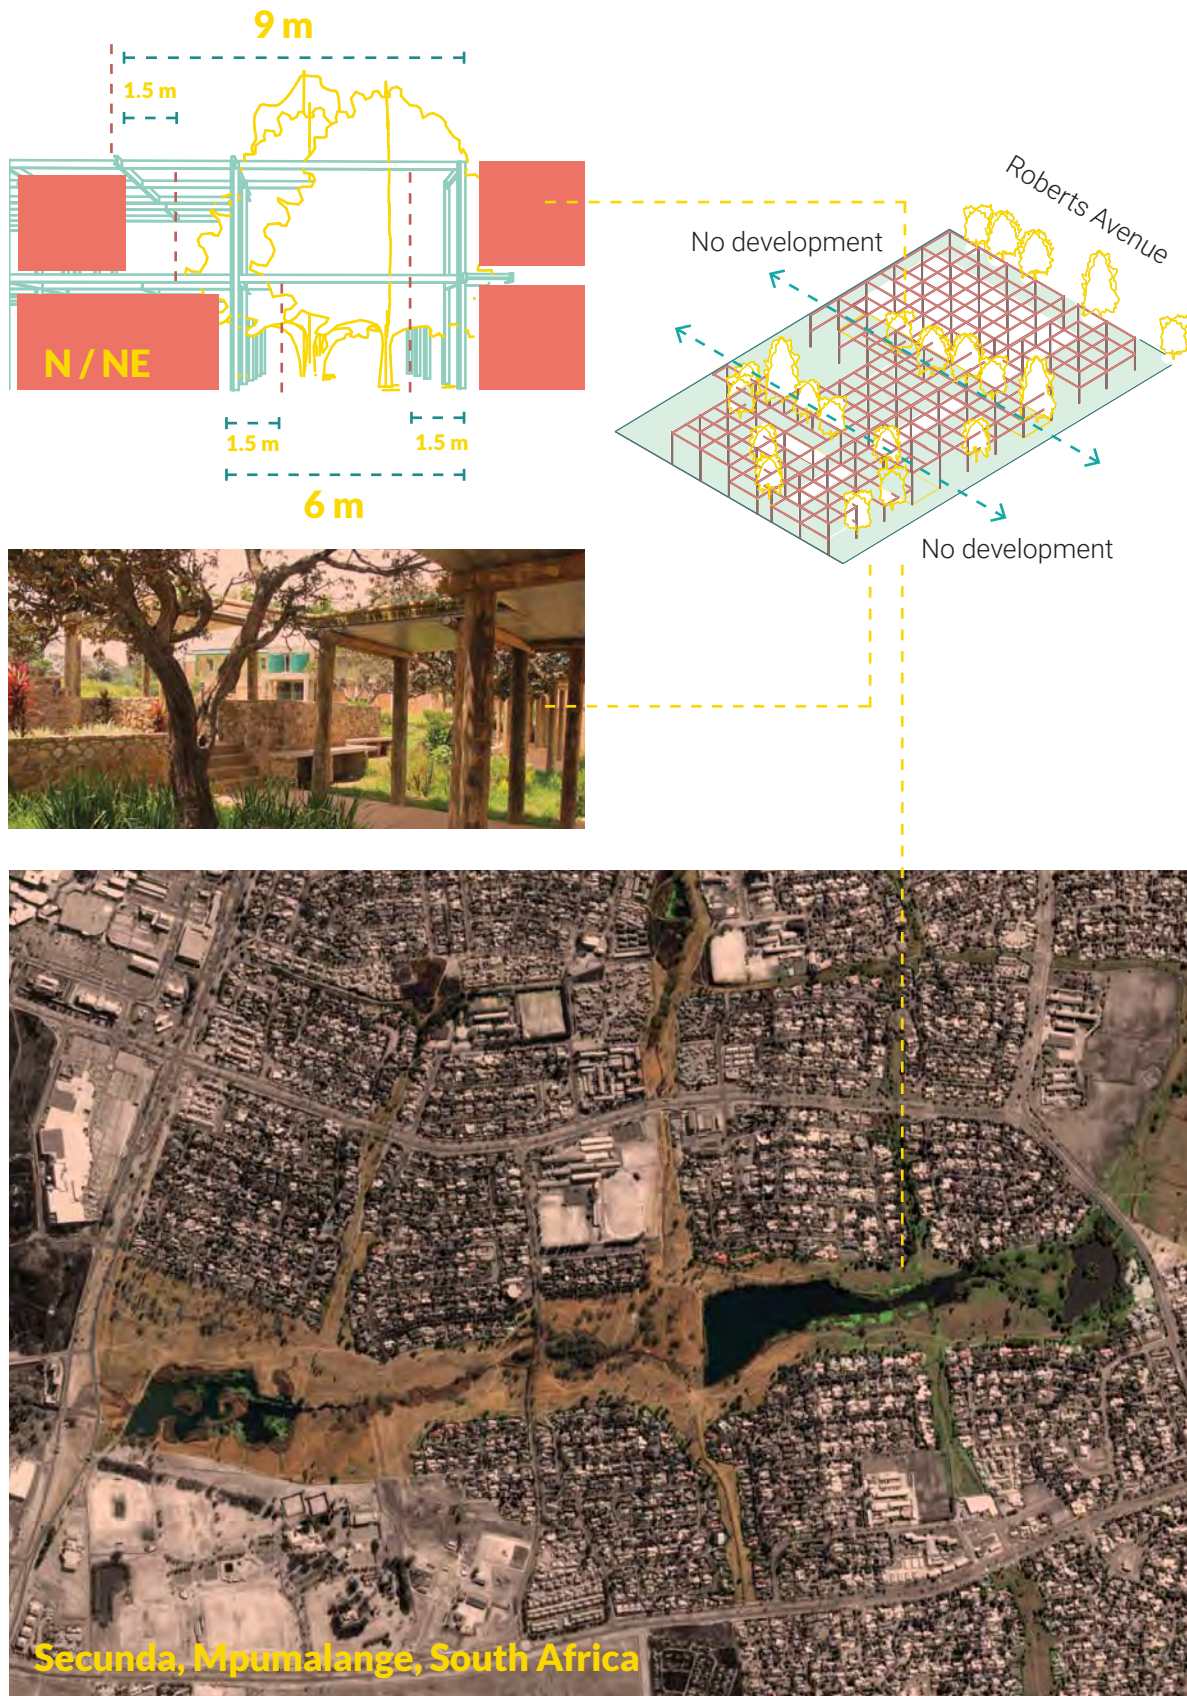 9 m
1.5 m
N / NE
1.5 m
1.5 m
6 m
Roberts Avenue
No development
No development
Secunda, Mpumalange, South Africa